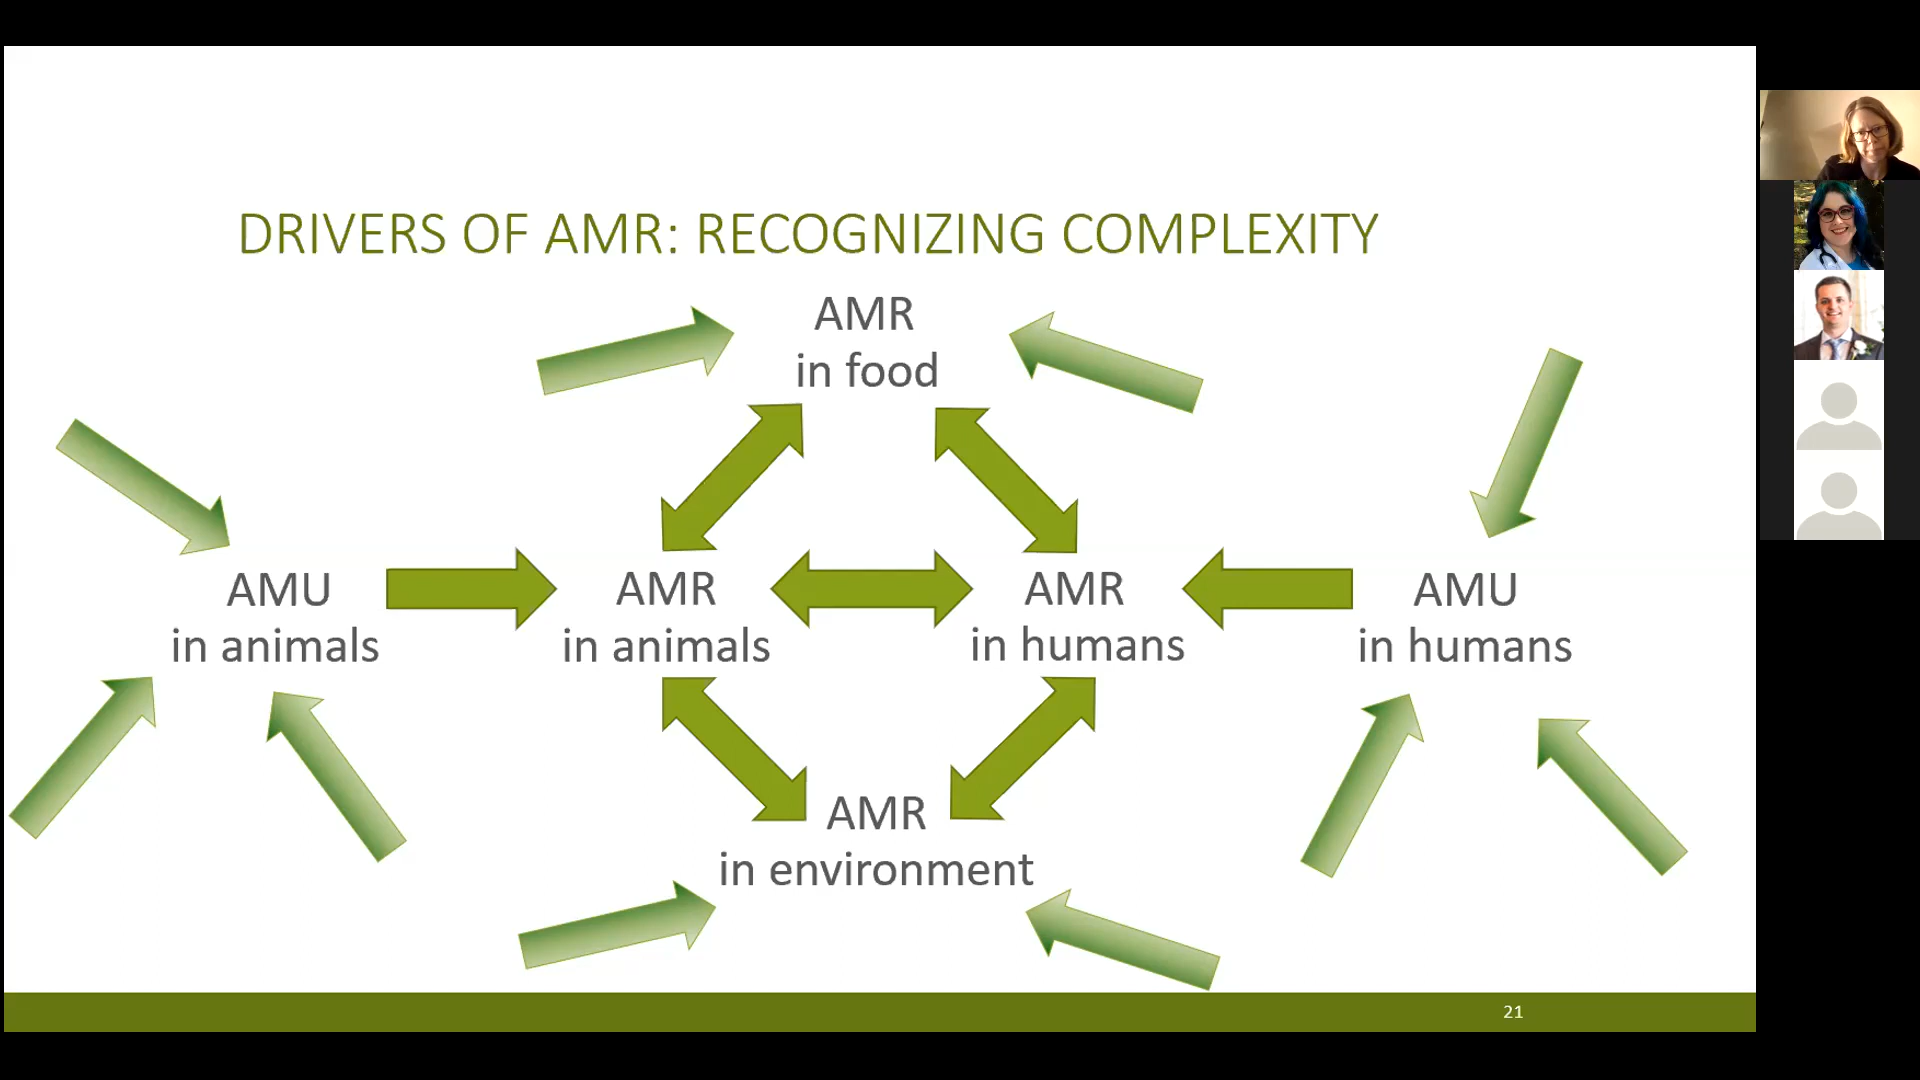 DRIVERS OF AMR: RECOGNIZING COMPLEXITY
AMR
in food
AMU
in animals
AMR
in animals
AMR
in humans
AMU
in humans
AMR
in environment
21